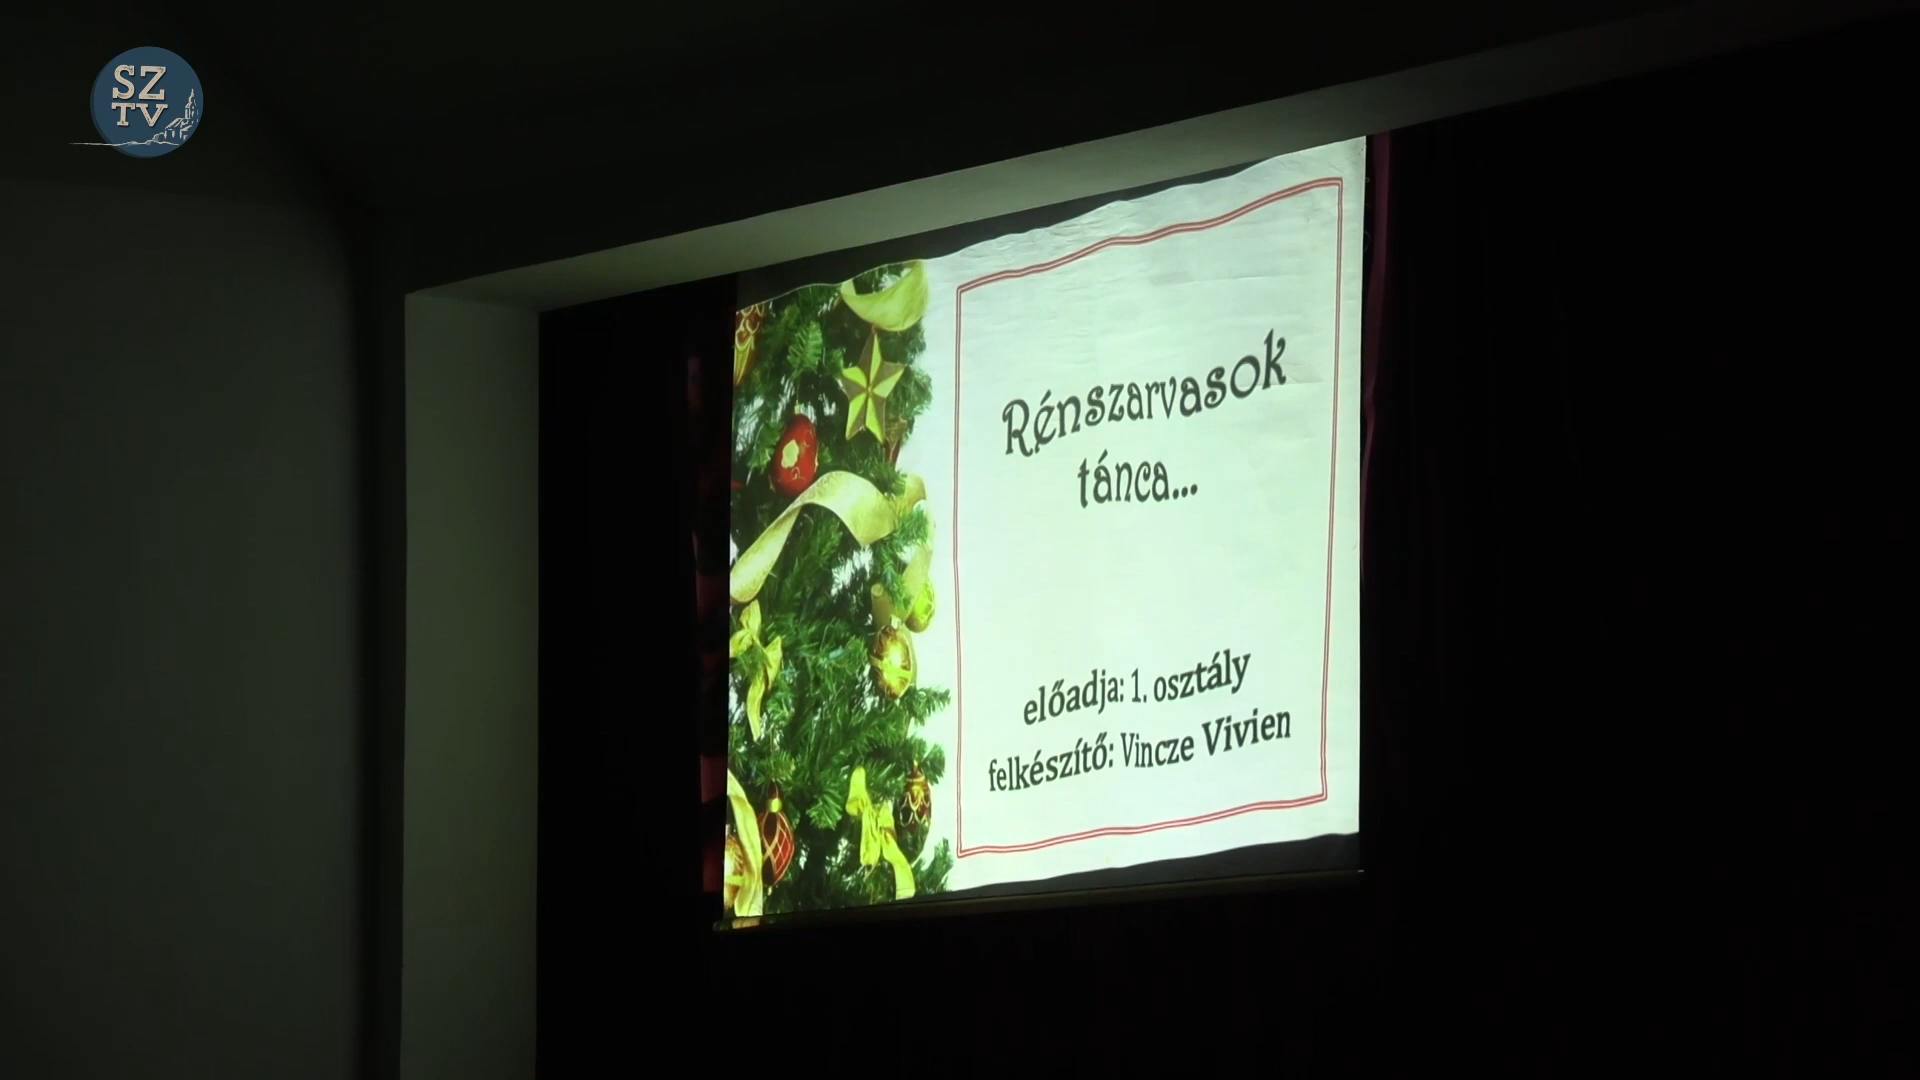 SZ
TV
Rénszarvasok
tánca...
előadja: 1. osztály
felkészítő: Vincze Vivien